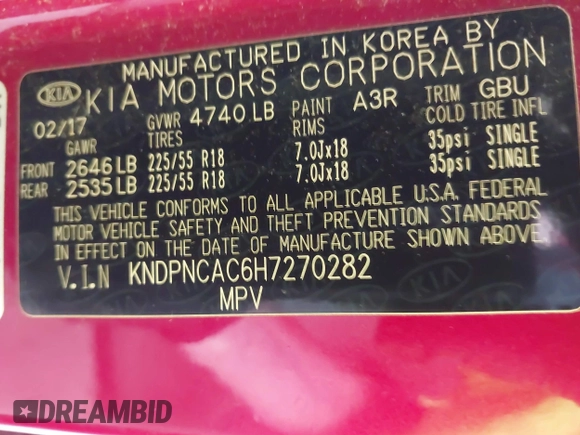 MANUFACTURED IN KOREA BY
KIA KIA MOTORS CORPORATION
02/17 GVWR 4740 LB PAINT A3R TRIM GBU
GAWR TIRES RIMS COLD TIRE INFL
FRONT 2646 LB 225/55 R18 7.0Jx18 35psi SINGLE
REAR 2535 LB 225/55 R18 7.0Jx18 35psi SINGLE
THIS VEHICLE CONFORMS TO ALL APPLICABLE U.S.A. FEDERAL
MOTOR VEHICLE SAFETY AND THEFT PREVENTION STANDARDS
IN EFFECT ON THE DATE OF MANUFACTURE SHOWN ABOVE.
V.I.N KNDPNCAC6H7270282
MPV
DREAMBID